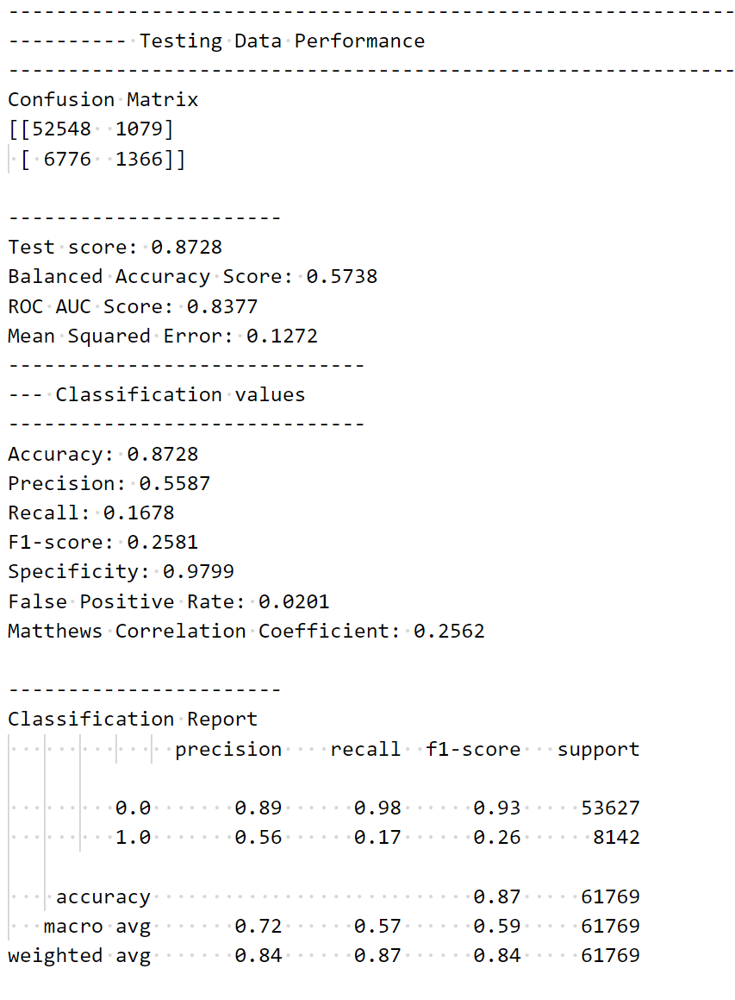 -------------------------------------------------------------
---------- Testing Data Performance
-------------------------------------------------------------
Confusion Matrix
[[52548  1079]
 [ 6776  1366]]

-----------------------
Test score: 0.8728
Balanced Accuracy Score: 0.5738
ROC AUC Score: 0.8377
Mean Squared Error: 0.1272
------------------------------
--- Classification values
------------------------------
Accuracy: 0.8728
Precision: 0.5587
Recall: 0.1678
F1-score: 0.2581
Specificity: 0.9799
False Positive Rate: 0.0201
Matthews Correlation Coefficient: 0.2562

-----------------------
Classification Report
              precision    recall  f1-score   support

         0.0       0.89      0.98      0.93     53627
         1.0       0.56      0.17      0.26      8142

    accuracy                           0.87     61769
   macro avg       0.72      0.57      0.59     61769
weighted avg       0.84      0.87      0.84     61769